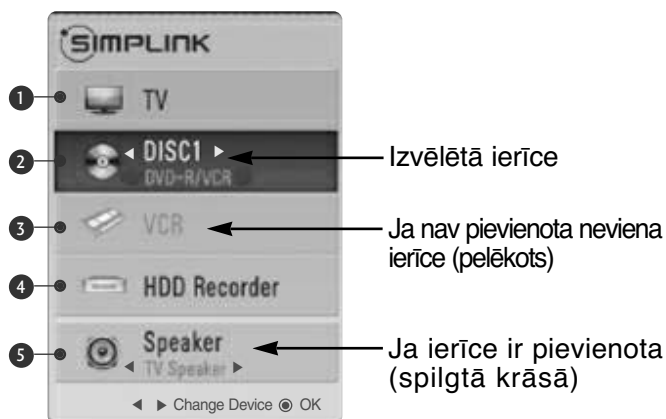 SIMPLINK
1 TV
2 ◄ DISC1 ► Izvēlētā ierīce
DVD-R/VCR
3 VCR Ja nav pievienota neviena
ierīce (pelēkots)
4 HDD Recorder
5 Speaker Ja ierīce ir pievienota
◄ TV Speaker ► (spilgtā krāsā)
◄ ► Change Device ◉ OK